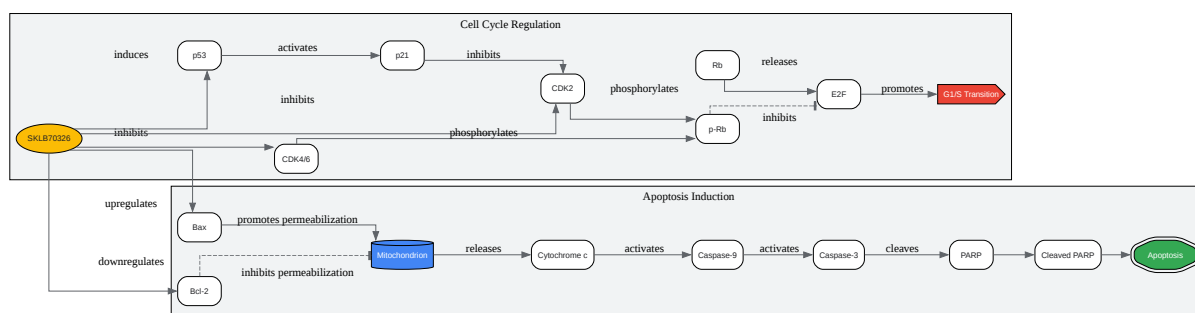 Cell Cycle Regulation
induces
p53
activates
p21
inhibits
Rb
releases
inhibits
CDK2
phosphorylates
E2F
promotes
G1/S Transition
inhibits
SKLB70326
inhibits
phosphorylates
p-Rb
CDK4/6
Apoptosis Induction
upregulates
Bax
promotes permeabilization
Mitochondrion
releases
Cytochrome c
activates
Caspase-9
activates
Caspase-3
cleaves
PARP
Cleaved PARP
Apoptosis
downregulates
inhibits permeabilization
Bcl-2